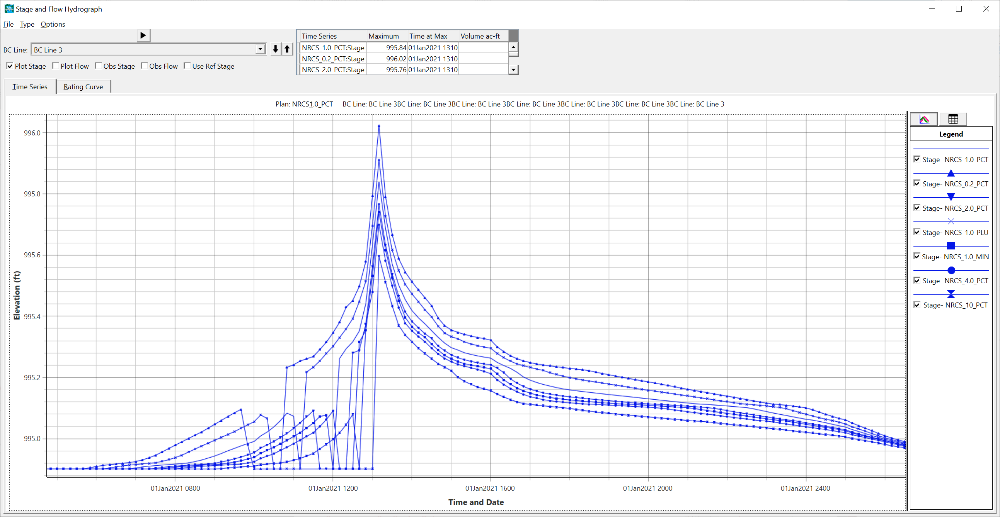 Stage and Flow Hydrograph
File Type Options
BC Line: BC Line 3
Plot Stage Plot Flow Obs Stage Obs Flow Use Ref Stage
Time Series Maximum Time at Max Volume ac-ft
NRCS_1.0_PCT:Stage 995.84 01Jan2021 1310
NRCS_0.2_PCT:Stage 996.02 01Jan2021 1310
NRCS_2.0_PCT:Stage 995.76 01Jan2021 1310
Time Series Rating Curve
Plan: NRCS1.0_PCT BC Line: BC Line 3BC Line: BC Line 3BC Line: BC Line 3BC Line: BC Line 3BC Line: BC Line 3BC Line: BC Line 3BC Line: BC Line 3
Elevation (ft)
996.0
995.8
995.6
995.4
995.2
995.0
01Jan2021 0800 01Jan2021 1200 01Jan2021 1600 01Jan2021 2000 01Jan2021 2400
Time and Date
Legend
Stage- NRCS_1.0_PCT
Stage- NRCS_0.2_PCT
Stage- NRCS_2.0_PCT
Stage- NRCS_1.0_PLU
Stage- NRCS_1.0_MIN
Stage- NRCS_4.0_PCT
Stage- NRCS_10_PCT